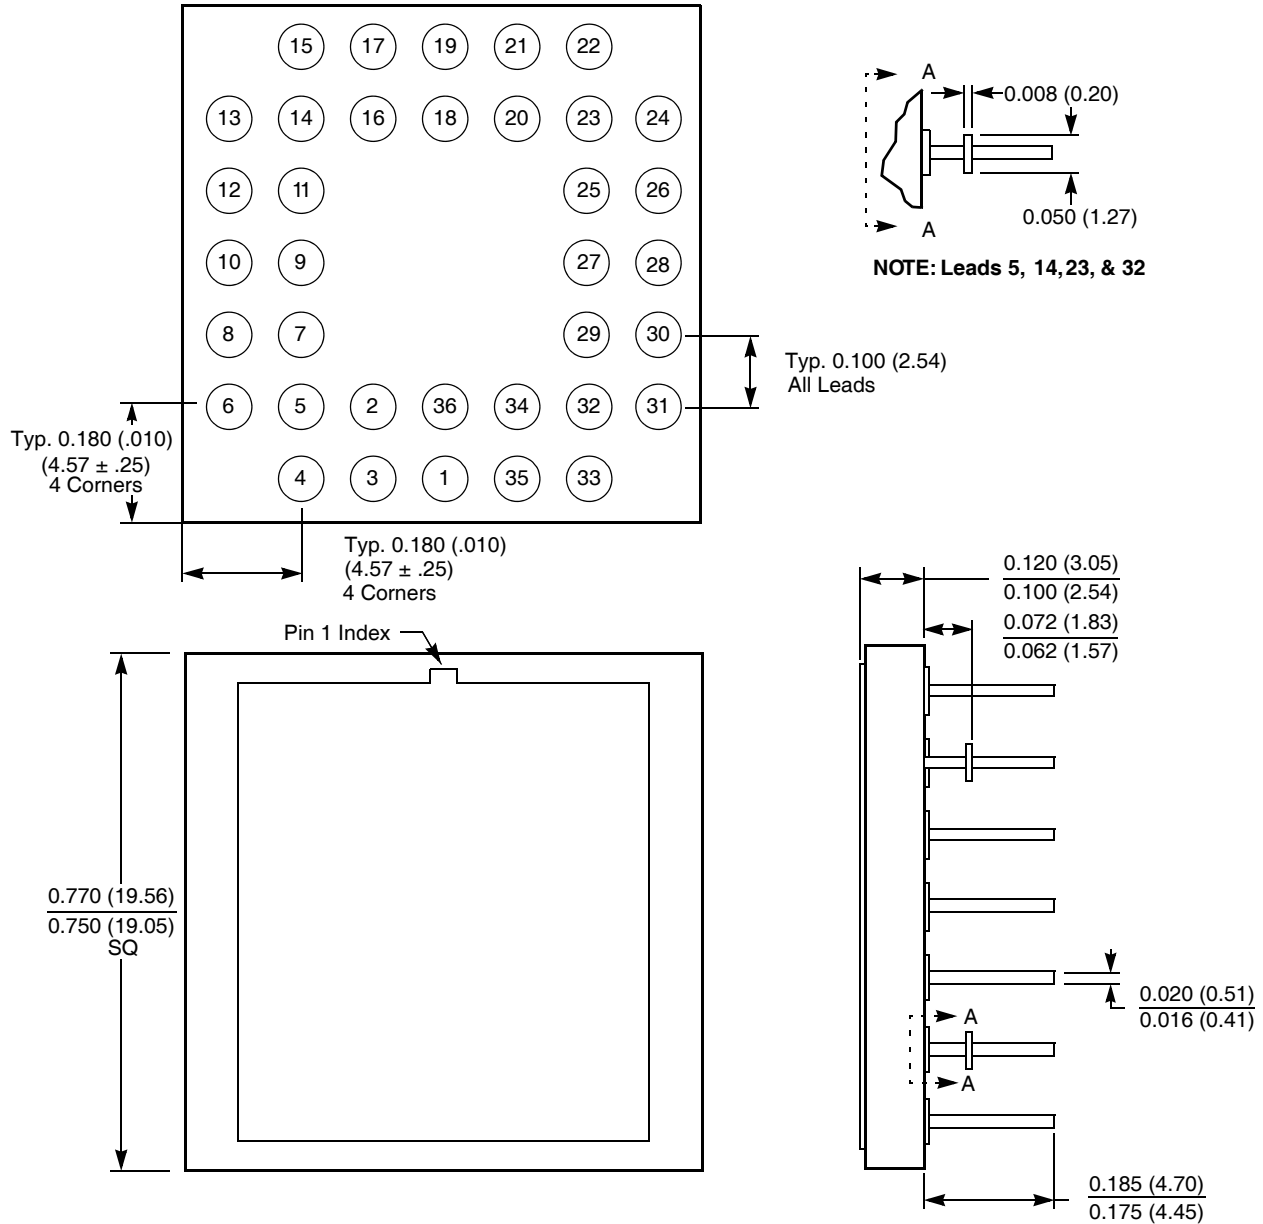 15 17 19 21 22
13 14 16 18 20 23 24
12 11 25 26
10 9 27 28
8 7 29 30
6 5 2 36 34 32 31
4 3 1 35 33
Typ. 0.180 (.010)
(4.57 ± .25)
4 Corners
Typ. 0.180 (.010)
(4.57 ± .25)
4 Corners
Typ. 0.100 (2.54)
All Leads
A
0.008 (0.20)
0.050 (1.27)
A
NOTE: Leads 5, 14, 23, & 32
Pin 1 Index
0.770 (19.56)
0.750 (19.05)
SQ
0.120 (3.05)
0.100 (2.54)
0.072 (1.83)
0.062 (1.57)
0.020 (0.51)
0.016 (0.41)
A
A
0.185 (4.70)
0.175 (4.45)